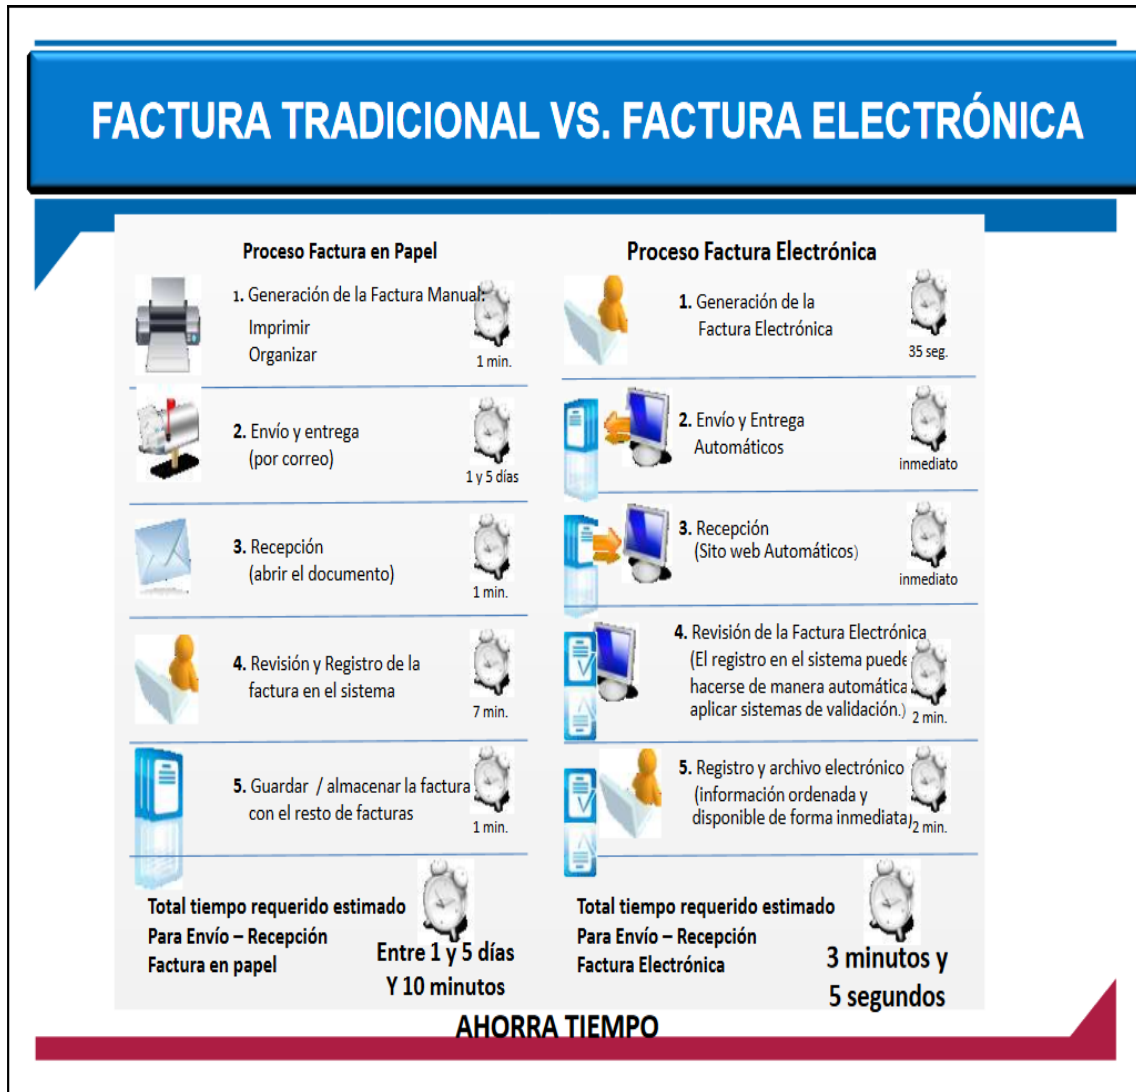 FACTURA TRADICIONAL VS. FACTURA ELECTRÓNICA
Proceso Factura en Papel
1. Generación de la Factura Manual:
Imprimir
Organizar
1 min.
2. Envío y entrega
(por correo)
1 y 5 días
3. Recepción
(abrir el documento)
1 min.
4. Revisión y Registro de la
factura en el sistema
7 min.
5. Guardar / almacenar la factura
con el resto de facturas
1 min.
Total tiempo requerido estimado
Para Envío – Recepción
Factura en papel
Entre 1 y 5 días
Y 10 minutos
Proceso Factura Electrónica
1. Generación de la
Factura Electrónica
35 seg.
2. Envío y Entrega
Automáticos
inmediato
3. Recepción
(Sito web Automáticos)
inmediato
4. Revisión de la Factura Electrónica
(El registro en el sistema puede
hacerse de manera automática
aplicar sistemas de validación.)
2 min.
5. Registro y archivo electrónico
(información ordenada y
disponible de forma inmediata)
2 min.
Total tiempo requerido estimado
Para Envío – Recepción
Factura Electrónica
3 minutos y
5 segundos
AHORRA TIEMPO